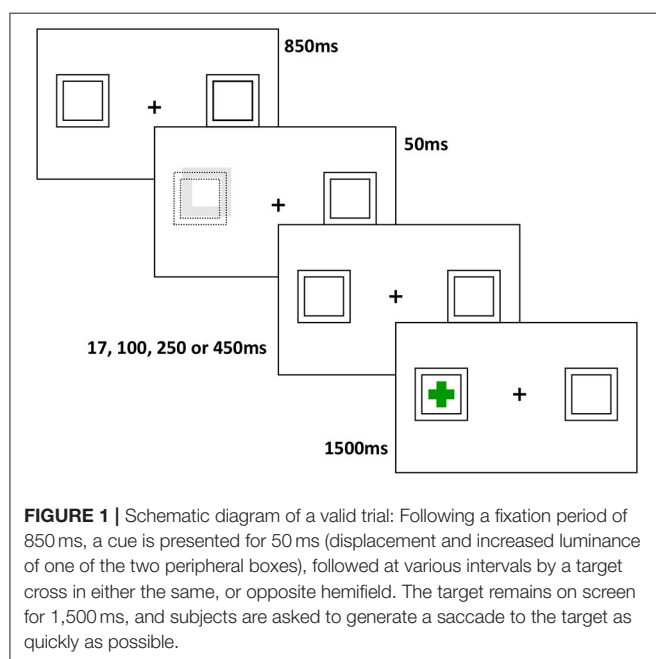 850ms
50ms
17, 100, 250 or 450ms
1500ms
FIGURE 1 | Schematic diagram of a valid trial: Following a fixation period of
850 ms, a cue is presented for 50 ms (displacement and increased luminance
of one of the two peripheral boxes), followed at various intervals by a target
cross in either the same, or opposite hemifield. The target remains on screen
for 1,500 ms, and subjects are asked to generate a saccade to the target as
quickly as possible.